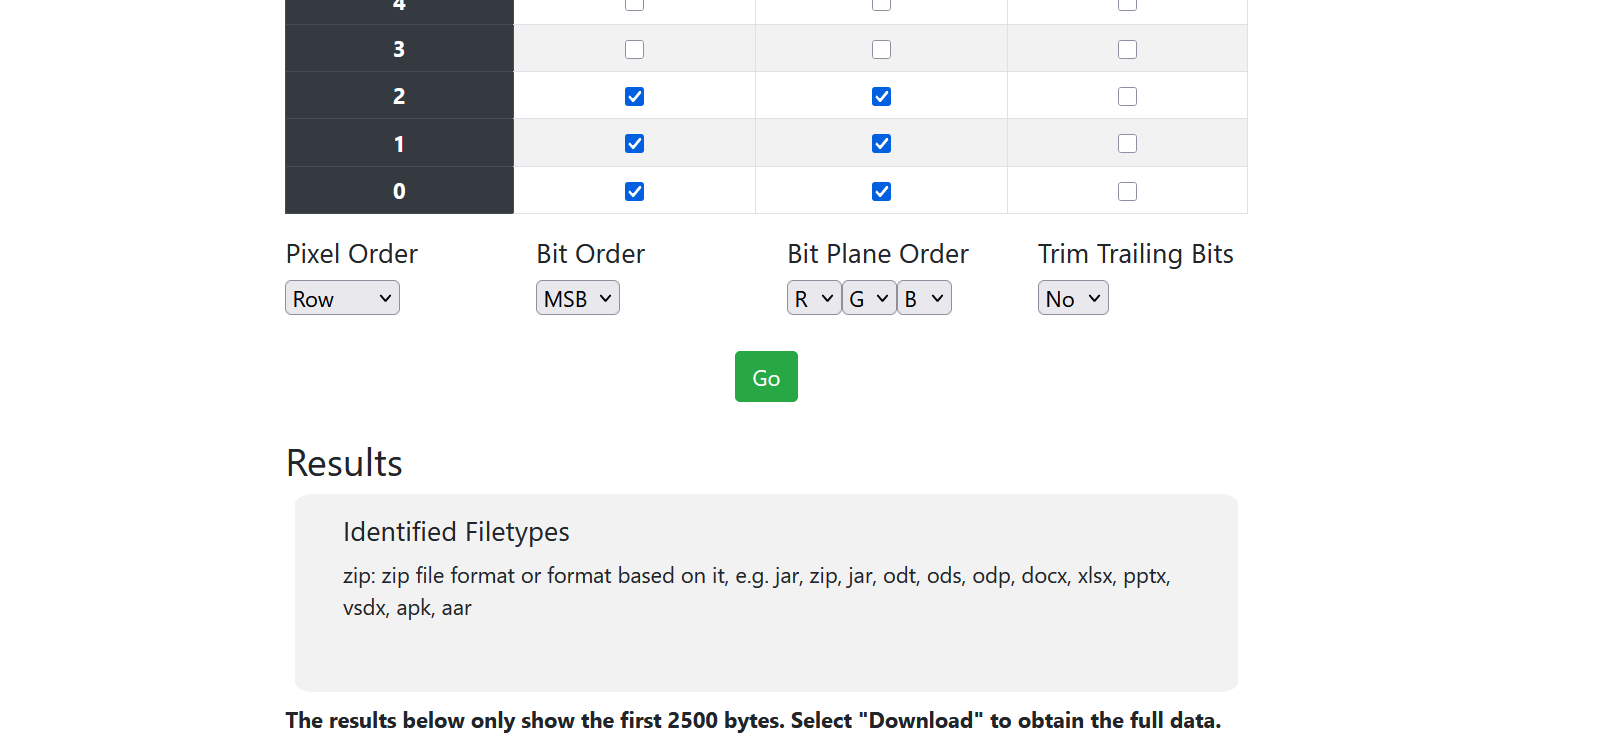 4
3
2
1
0
Pixel Order Bit Order Bit Plane Order Trim Trailing Bits
Row MSB R G B No
Go
Results
Identified Filetypes
zip: zip file format or format based on it, e.g. jar, zip, jar, odt, ods, odp, docx, xlsx, pptx,
vsdx, apk, aar
The results below only show the first 2500 bytes. Select "Download" to obtain the full data.